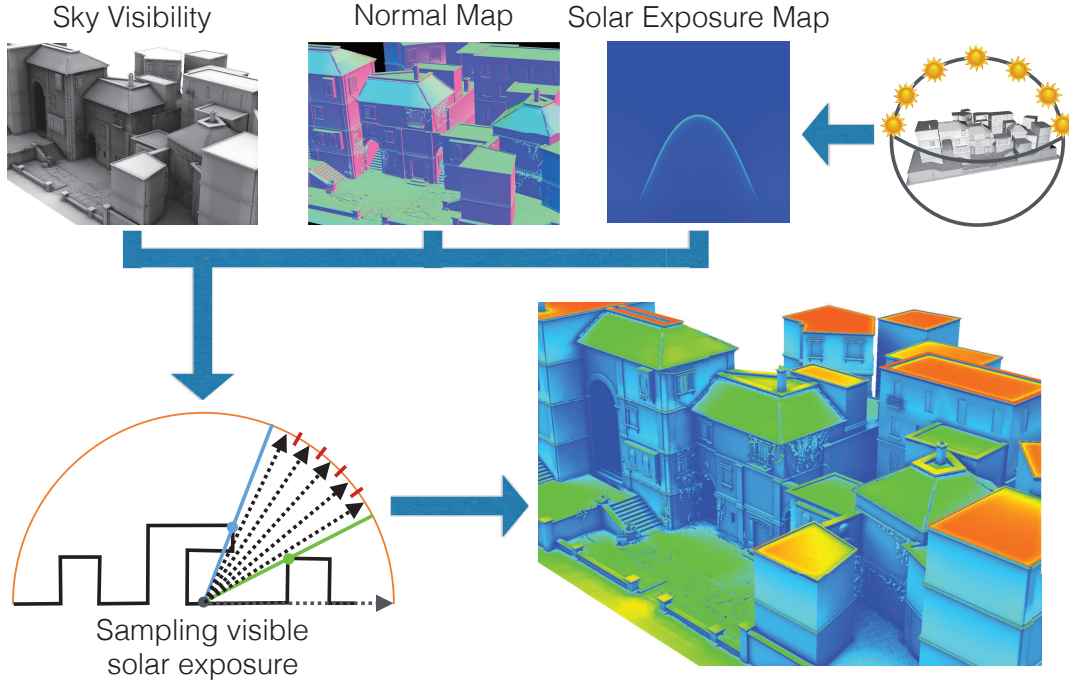 Sky Visibility
Normal Map
Solar Exposure Map
Sampling visible
solar exposure